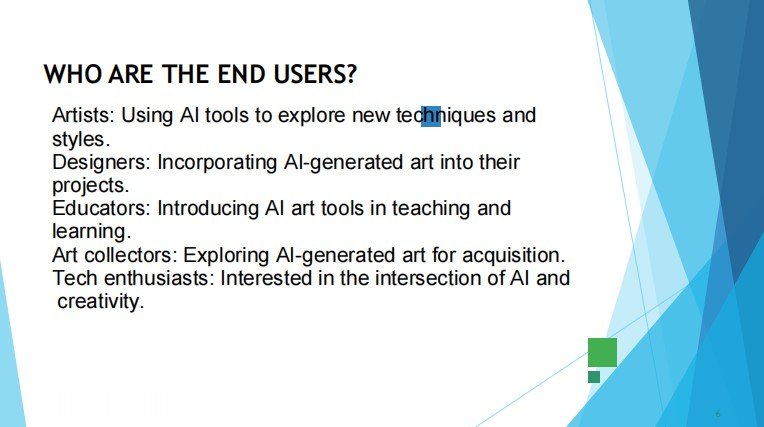 WHO ARE THE END USERS?
Artists: Using AI tools to explore new techniques and
styles.
Designers: Incorporating AI-generated art into their
projects.
Educators: Introducing AI art tools in teaching and
learning.
Art collectors: Exploring AI-generated art for acquisition.
Tech enthusiasts: Interested in the intersection of AI and
creativity.
6